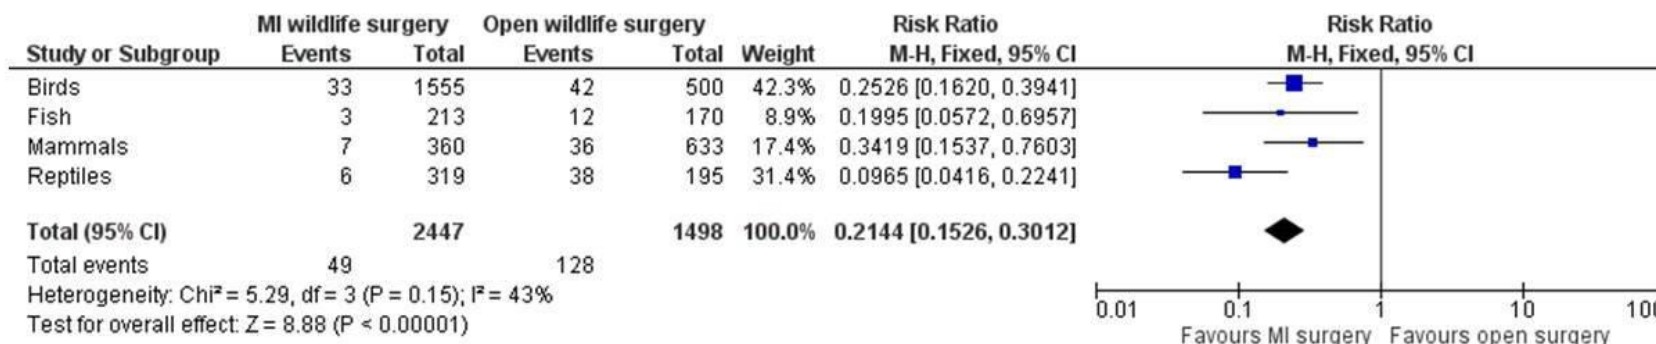 MI wildlife surgery Open wildlife surgery Risk Ratio Risk Ratio
Study or Subgroup Events Total Events Total Weight M-H, Fixed, 95% CI M-H, Fixed, 95% CI
Birds 33 1555 42 500 42.3% 0.2526 [0.1620, 0.3941]
Fish 3 213 12 170 8.9% 0.1995 [0.0572, 0.6957]
Mammals 7 360 36 633 17.4% 0.3419 [0.1537, 0.7603]
Reptiles 6 319 38 195 31.4% 0.0965 [0.0416, 0.2241]
Total (95% CI) 2447 1498 100.0% 0.2144 [0.1526, 0.3012]
Total events 49 128
Heterogeneity: Chi² = 5.29, df = 3 (P = 0.15); I² = 43%
Test for overall effect: Z = 8.88 (P < 0.00001)
0.01 0.1 1 10
Favours MI surgery Favours open surgery